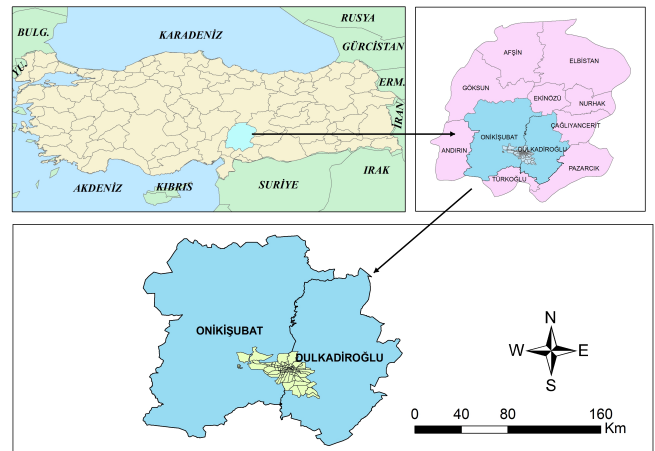 BULG.
KARADENİZ
RUSYA
GÜRCİSTAN
YU.
ERM.
İRAN
AKDENİZ
KIBRIS
SURİYE
IRAK
AFŞİN
ELBİSTAN
GÖKSUN
EKİNÖZÜ
NURHAK
ONİKİŞUBAT
ÇAĞLIYANCERİT
ANDIRIN
DULKADİROĞLU
PAZARCIK
TÜRKOĞLU
ONİKİŞUBAT
DULKADİROĞLU
N
W E
S
0 40 80 160
Km